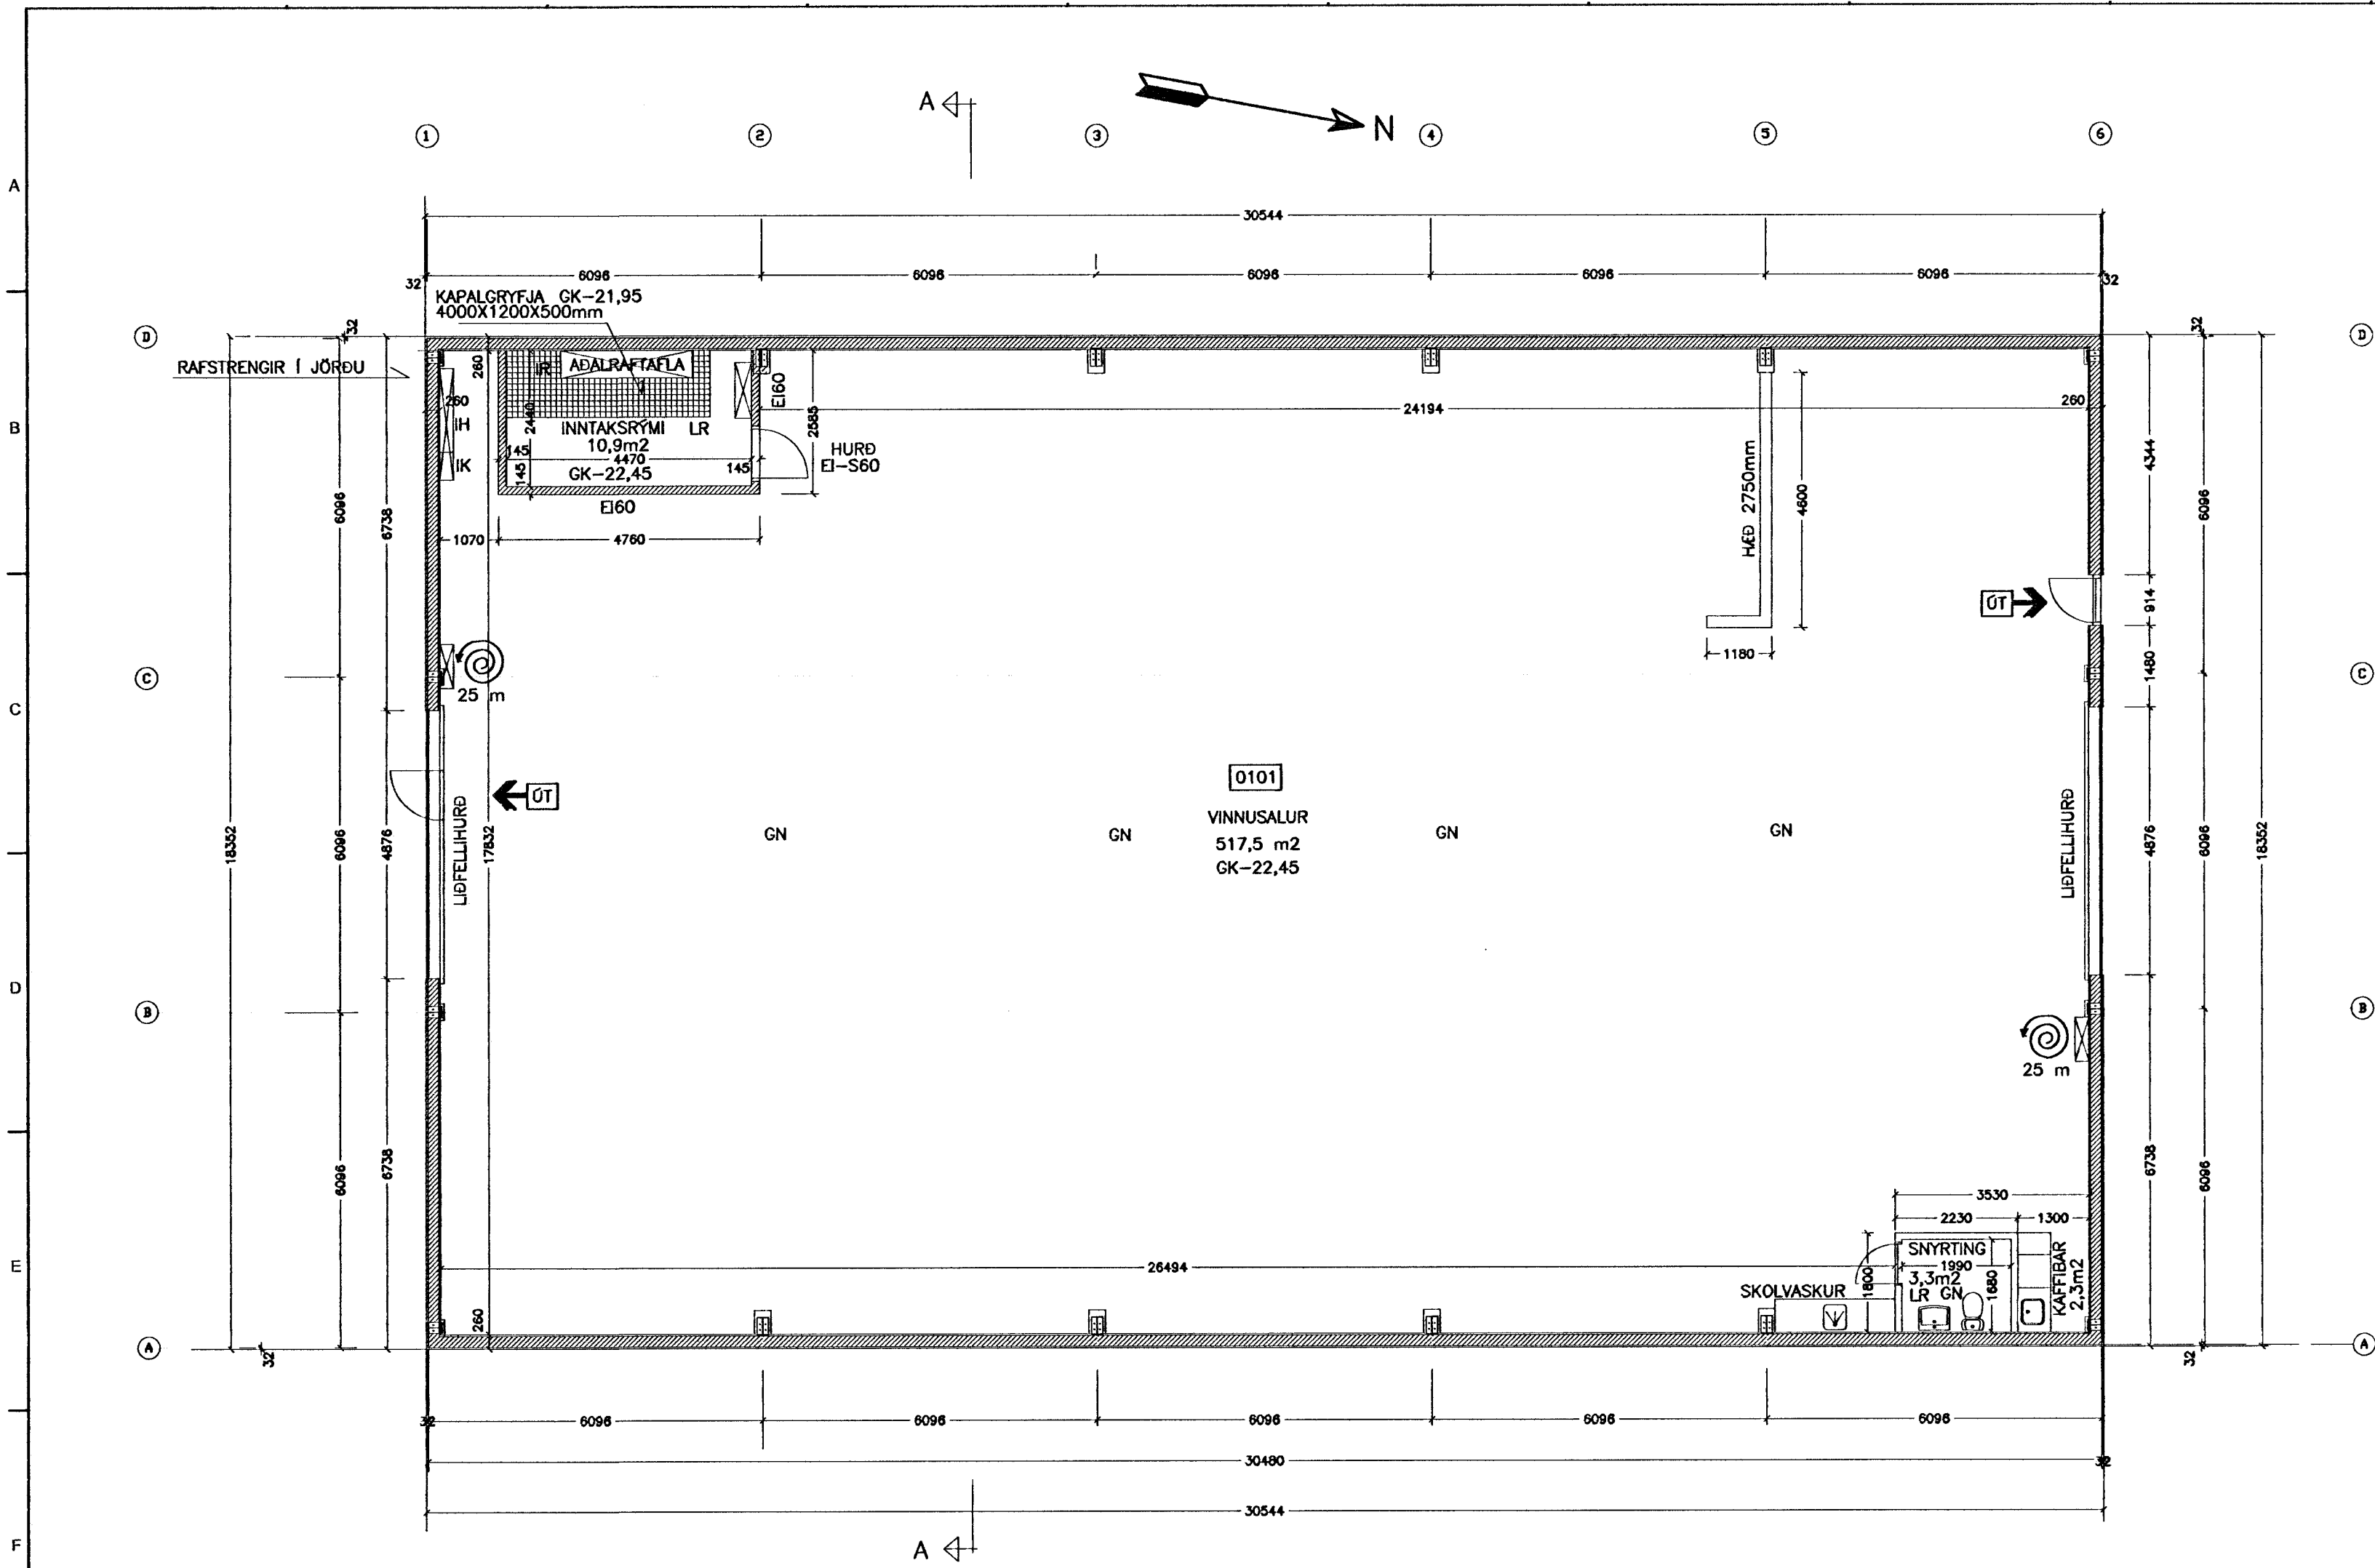 A
N
1
2
3
4
5
6
A
30544
6096
6096
6096
6096
6096
32
32
KAPALGRYFJA GK-21,95
4000X1200X500mm
32
32
D
D
RAFSTRENGIR Í JÖRÐU
260
IR
AÐALRAFTAFLA
EI60
260
IH
IK
2440
INNTAKSRÝMI
LR
10,9m2
145
4470
145
145
GK-22,45
2585
HURÐ
EI-S60
EI60
24194
260
B
1070
4760
HÆÐ 2750mm
4600
1180
4344
6096
6738
6096
ÚT
914
1480
C
C
C
25 m
18352
6096
4876
17832
LIÐFELLIHURÐ
ÚT
0101
VINNUSALUR
517,5 m2
GK-22,45
GN
GN
GN
GN
LIÐFELLIHURÐ
4876
6096
18352
D
B
B
25 m
6096
6738
6738
6096
3530
2230
1300
E
26494
SNYRTING
1990
3,3m2
LR GN
1800
1680
KAFFIBAR
2,3m2
SKOLVASKUR
260
A
A
32
32
32
6096
6096
6096
6096
6096
30480
32
30544
A
F